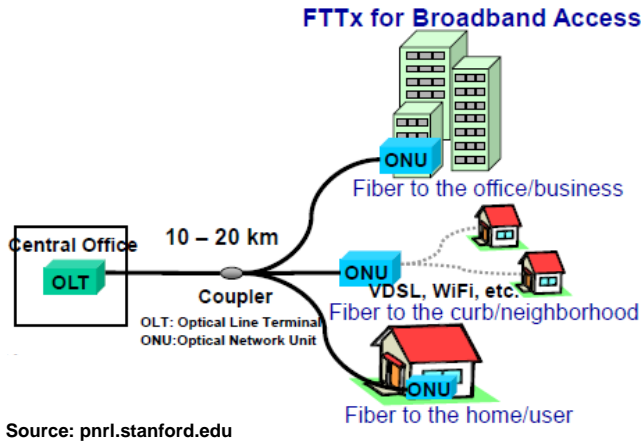 FTTx for Broadband Access
ONU
Fiber to the office/business
Central Office
10 – 20 km
OLT
ONU
Coupler
VDSL, WiFi, etc.
OLT: Optical Line Terminal
Fiber to the curb/neighborhood
ONU:Optical Network Unit
ONU
Fiber to the home/user
Source: pnrl.stanford.edu